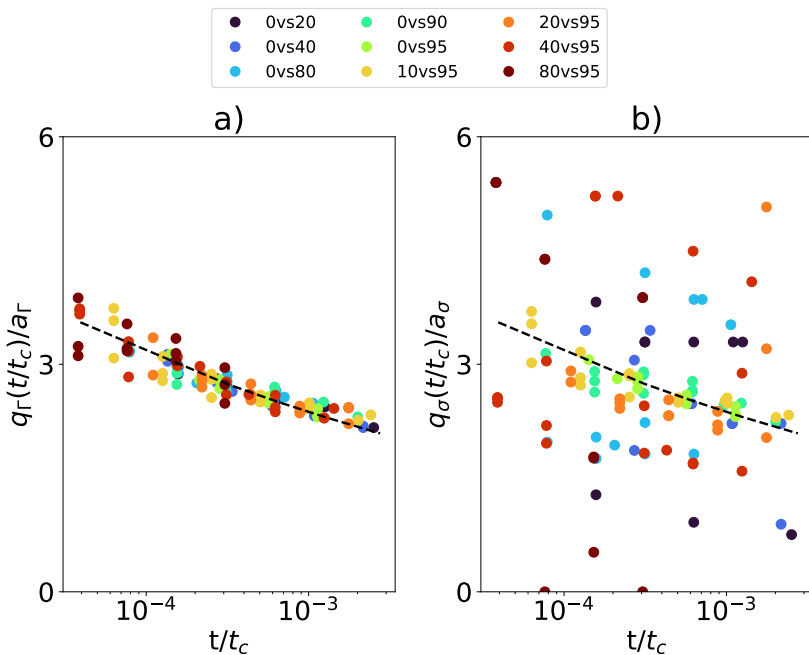 0vs20 0vs90 20vs95
0vs40 0vs95 40vs95
0vs80 10vs95 80vs95
a) b)
6 6
3 3
0 0
q_Γ(t/t_c)/a_Γ q_σ(t/t_c)/a_σ
10⁻⁴ 10⁻³ 10⁻⁴ 10⁻³
t/t_c t/t_c